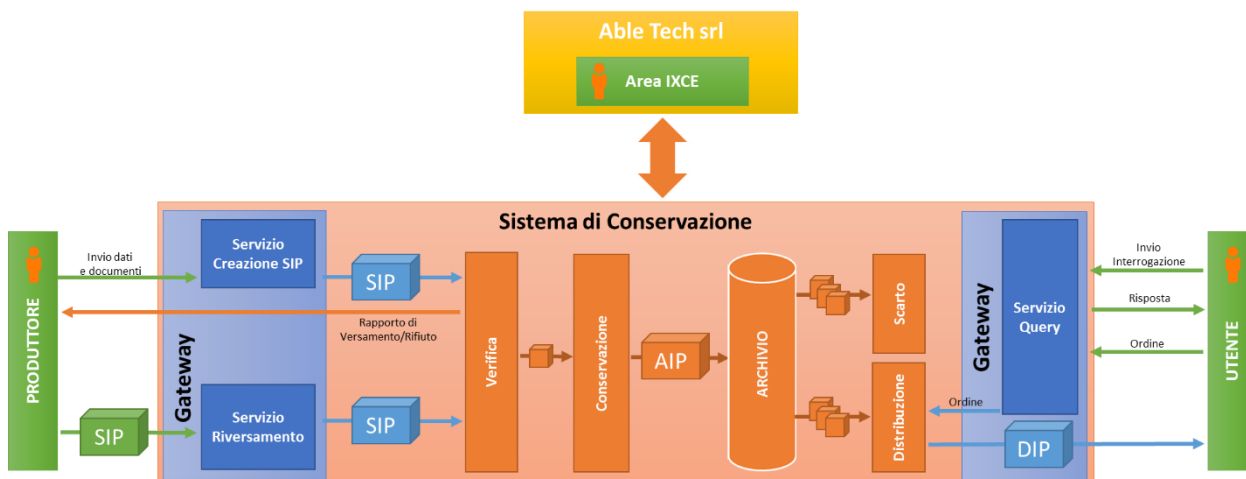 Able Tech srl
Area IXCE
Sistema di Conservazione
PRODUTTORE
Invio dati
e documenti
SIP
Gateway
Servizio
Creazione SIP
Servizio
Riversamento
SIP
Rapporto di
Versamento/Rifiuto
SIP
Verifica
Conservazione
AIP
ARCHIVIO
Scarto
Distribuzione
Ordine
Gateway
Servizio
Query
DIP
Invio
Interrogazione
Risposta
Ordine
UTENTE